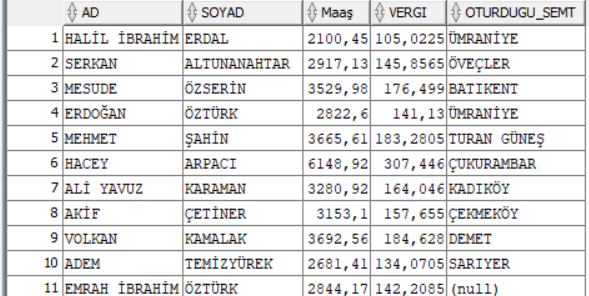 AD SOYAD Maaş VERGI OTURDUGU_SEMT
1 HALİL İBRAHİM ERDAL 2100,45 105,0225 ÜMRANİYE
2 SERKAN ALTUNANAHTAR 2917,13 145,8565 ÖVEÇLER
3 MESUDE ÖZSERİN 3529,98 176,499 BATIKENT
4 ERDOĞAN ÖZTÜRK 2822,6 141,13 ÜMRANİYE
5 MEHMET ŞAHİN 3665,61 183,2805 TURAN GÜNEŞ
6 HACEY ARPACI 6148,92 307,446 ÇUKURAMBAR
7 ALİ YAVUZ KARAMAN 3280,92 164,046 KADIKÖY
8 AKİF ÇETİNER 3153,1 157,655 ÇEKMEKÖY
9 VOLKAN KAMALAK 3692,56 184,628 DEMET
10 ADEM TEMİZYÜREK 2681,41 134,0705 SARIYER
11 EMRAH İBRAHİM ÖZTÜRK 2844,17 142,2085 (null)